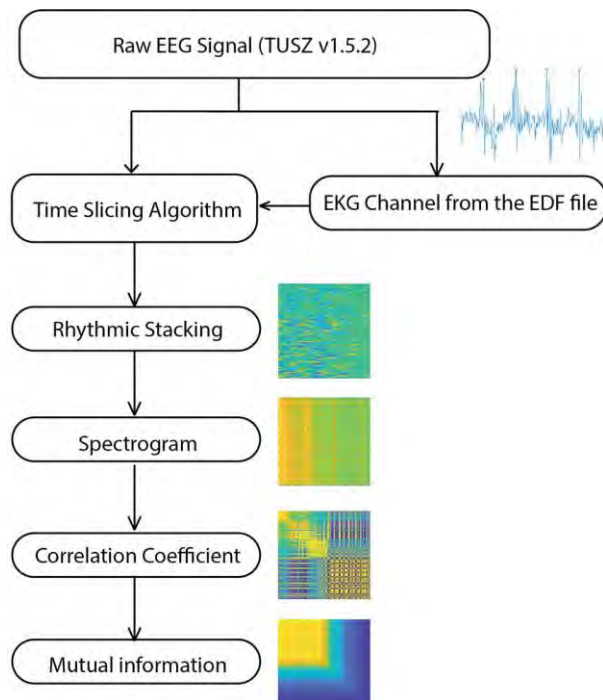 Raw EEG Signal (TUSZ v1.5.2)
Time Slicing Algorithm
EKG Channel from the EDF file
Rhythmic Stacking
Spectrogram
Correlation Coefficient
Mutual information